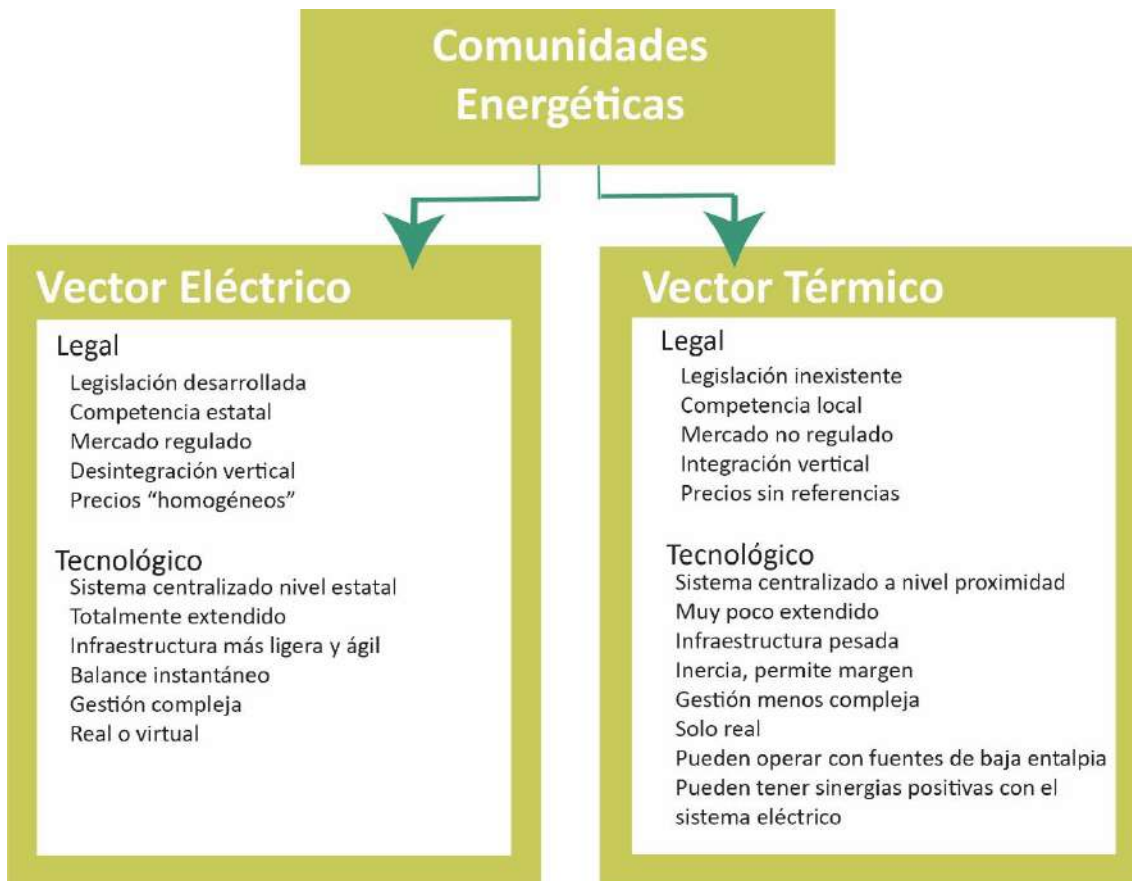 Comunidades
Energéticas
Vector Eléctrico
Legal
Legislación desarrollada
Competencia estatal
Mercado regulado
Desintegración vertical
Precios “homogéneos”
Tecnológico
Sistema centralizado nivel estatal
Totalmente extendido
Infraestructura más ligera y ágil
Balance instantáneo
Gestión compleja
Real o virtual
Vector Térmico
Legal
Legislación inexistente
Competencia local
Mercado no regulado
Integración vertical
Precios sin referencias
Tecnológico
Sistema centralizado a nivel proximidad
Muy poco extendido
Infraestructura pesada
Inercia, permite margen
Gestión menos compleja
Solo real
Pueden operar con fuentes de baja entalpia
Pueden tener sinergias positivas con el
sistema eléctrico